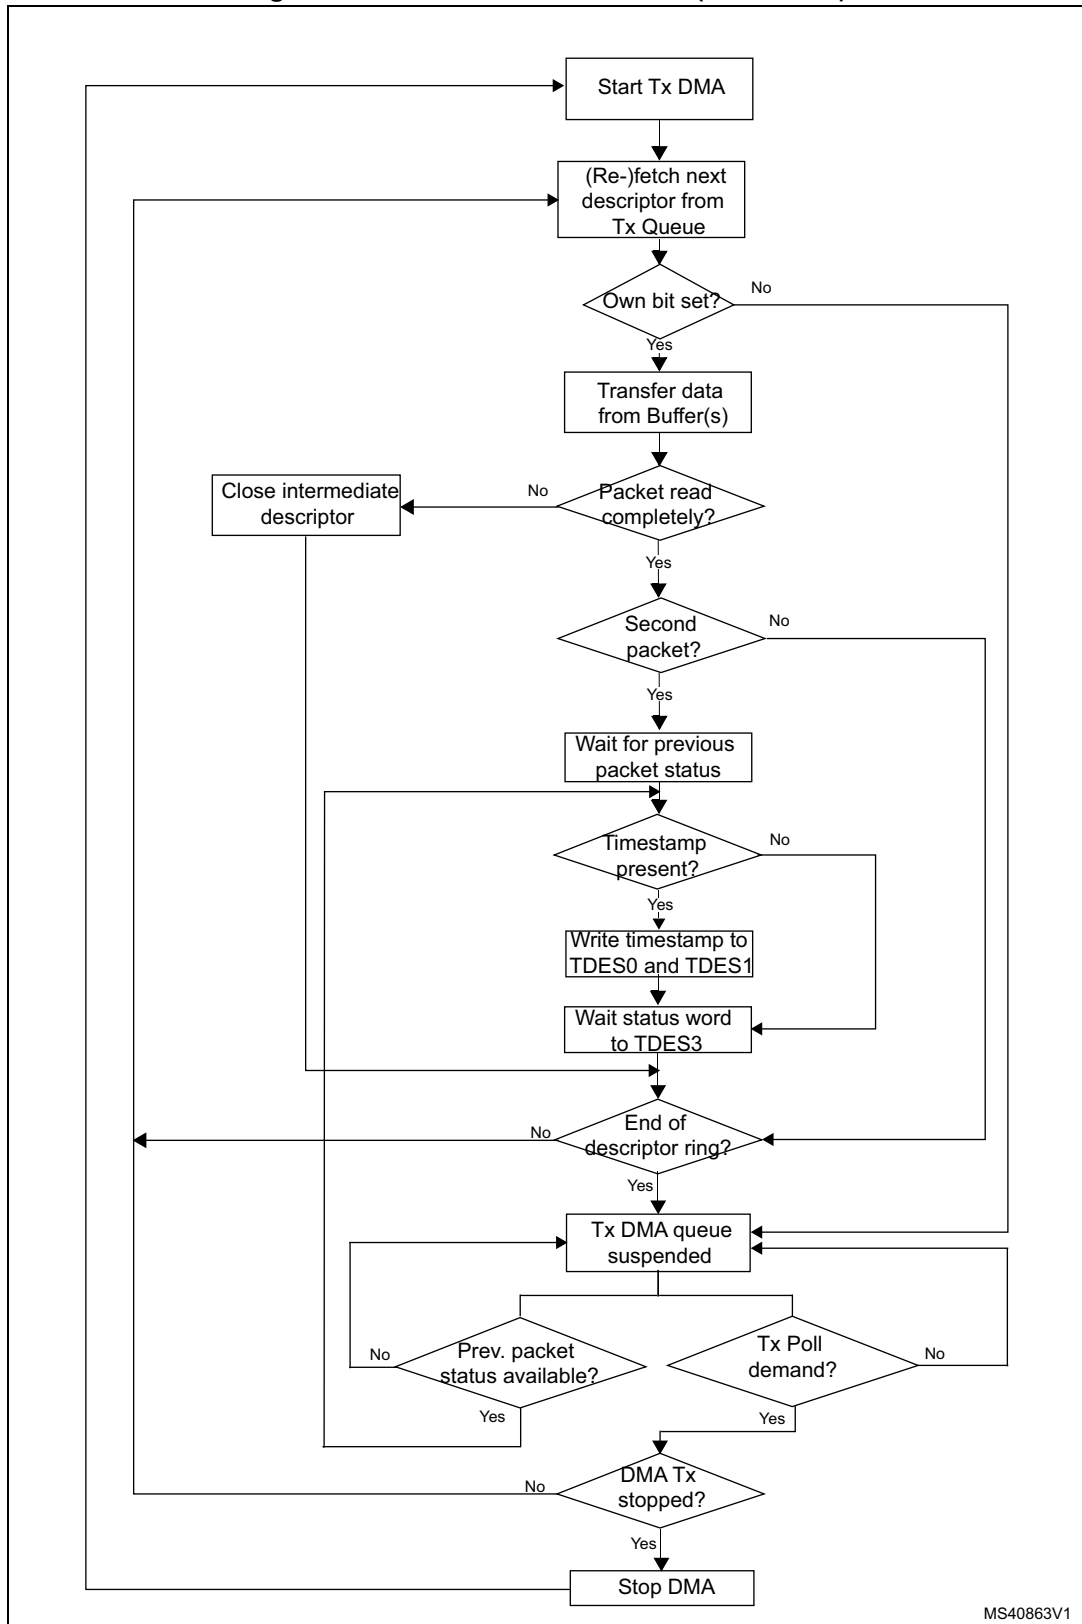 Start Tx DMA
(Re-)fetch next
descriptor from
Tx Queue
Own bit set?
No
Yes
Transfer data
from Buffer(s)
Close intermediate
descriptor
No
Packet read
completely?
Yes
Second
packet?
No
Yes
Wait for previous
packet status
Timestamp
present?
No
Yes
Write timestamp to
TDES0 and TDES1
Wait status word
to TDES3
End of
descriptor ring?
No
Yes
Tx DMA queue
suspended
No
Prev. packet
status available?
Yes
Tx Poll
demand?
No
Yes
DMA Tx
stopped?
No
Yes
Stop DMA
MS40863V1